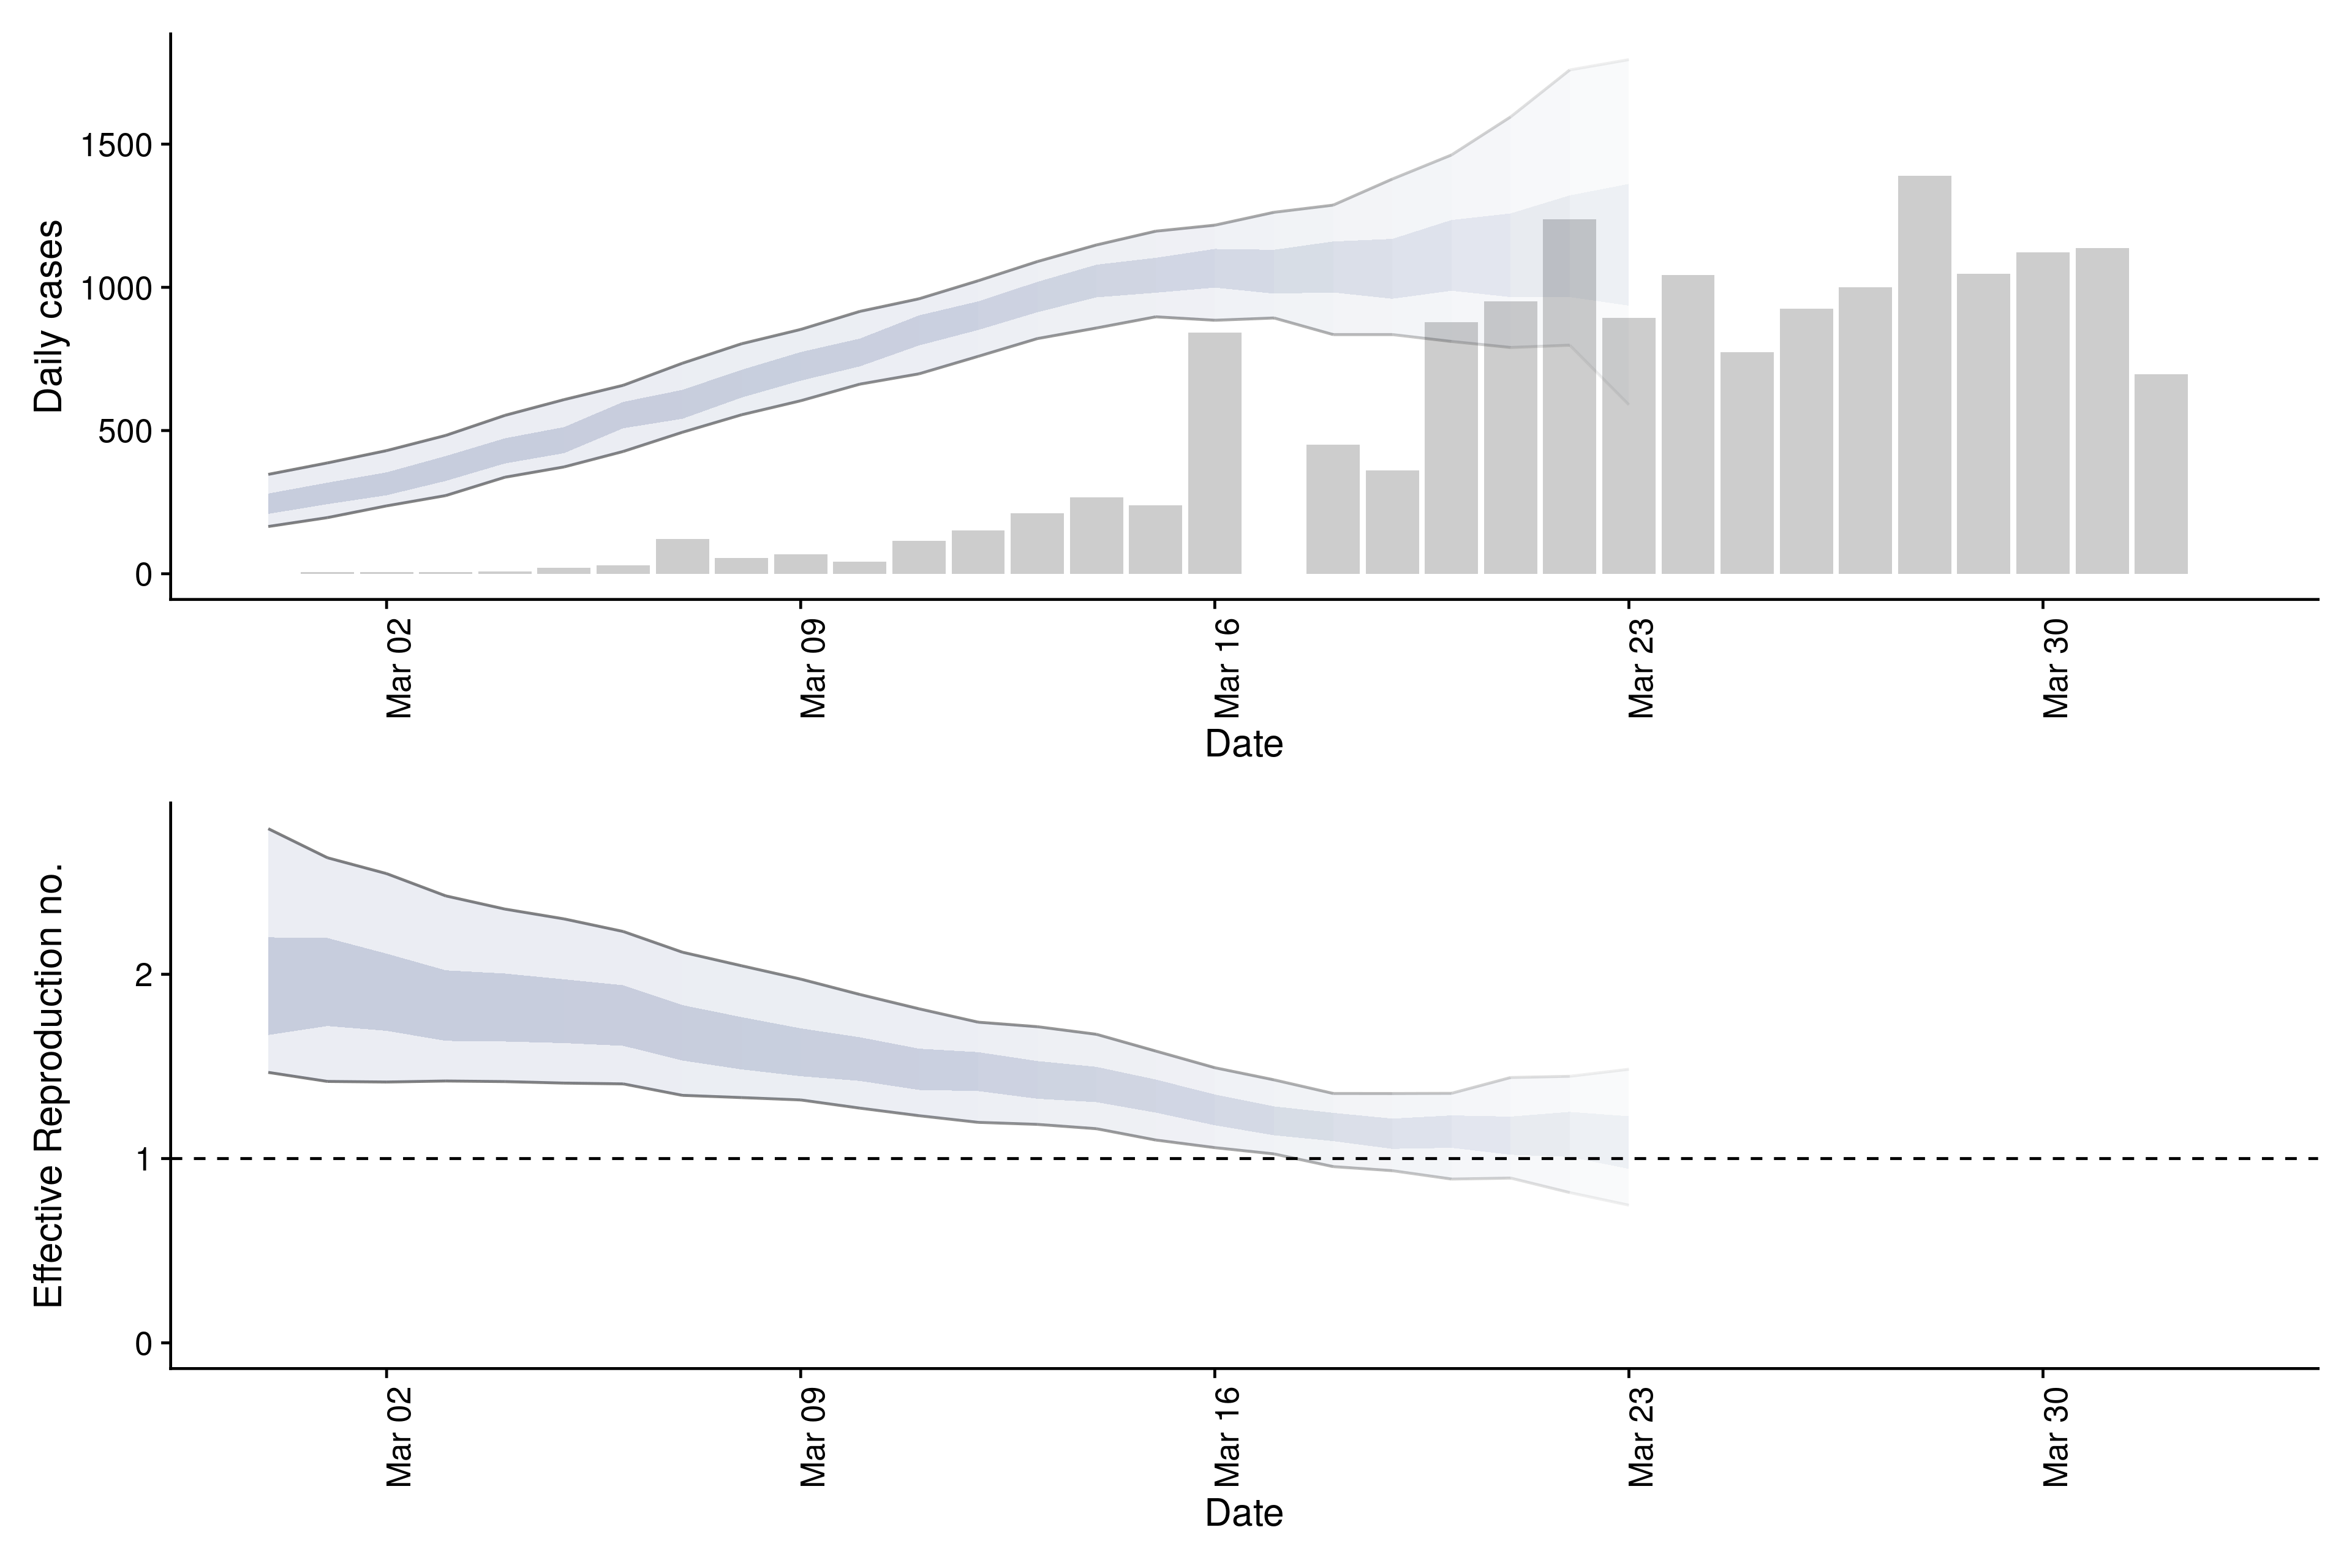 Daily cases
1500
1000
500
0
Mar 02
Mar 09
Mar 16
Mar 23
Mar 30
Date
Effective Reproduction no.
2
1
0
Mar 02
Mar 09
Mar 16
Mar 23
Mar 30
Date